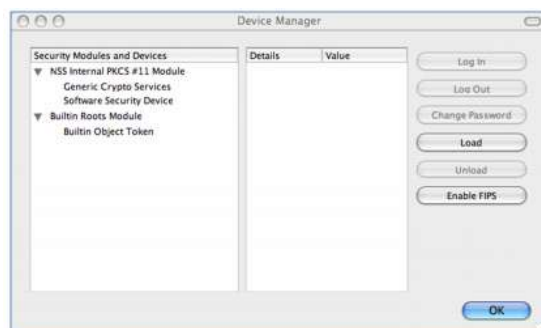 Device Manager
Security Modules and Devices
Details Value
NSS Internal PKCS #11 Module
Generic Crypto Services
Software Security Device
Builtin Roots Module
Builtin Object Token
Log In
Log Out
Change Password
Load
Unload
Enable FIPS
OK